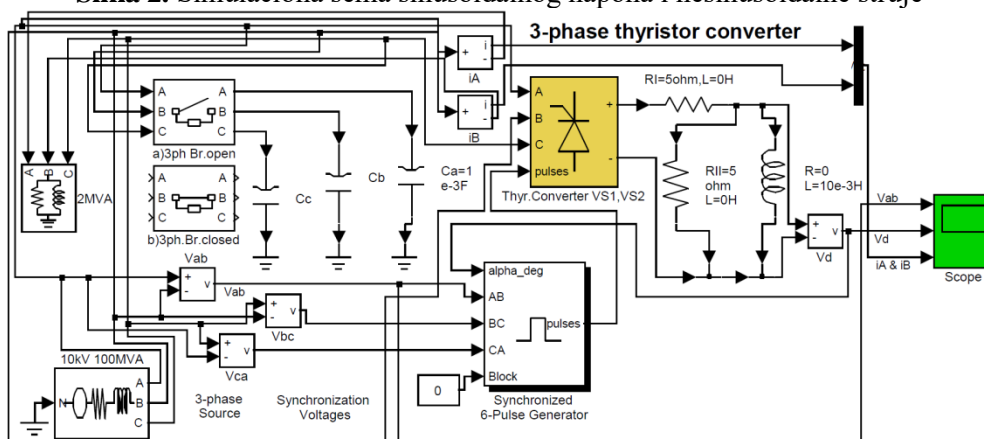 Slika 2. Simulaciona šema sinusoidalnog napona i nesinusoidalne struje
3-phase thyristor converter
+
i
-
iA
+
i
-
iB
A
B
C
A
B
C
a)3ph Br.open
A
B
C
A
B
C
b)3ph.Br.closed
A
B
C
2MVA
Cc
Cb
Ca=1
e-3F
A
B
C
pulses
+
-
Thyr.Converter VS1,VS2
RI=5ohm,L=0H
RII=5
ohm
L=0H
R=0
L=10e-3H
+
-
v
Vd
Vab
Vd
iA & iB
Scope
Vab
+
-
v
Vab
+
-
v
Vbc
+
-
v
Vca
alpha_deg
AB
BC
CA
Block
pulses
Synchronized
6-Pulse Generator
0
10kV 100MVA
N
A
B
C
3-phase
Source
Synchronization
Voltages